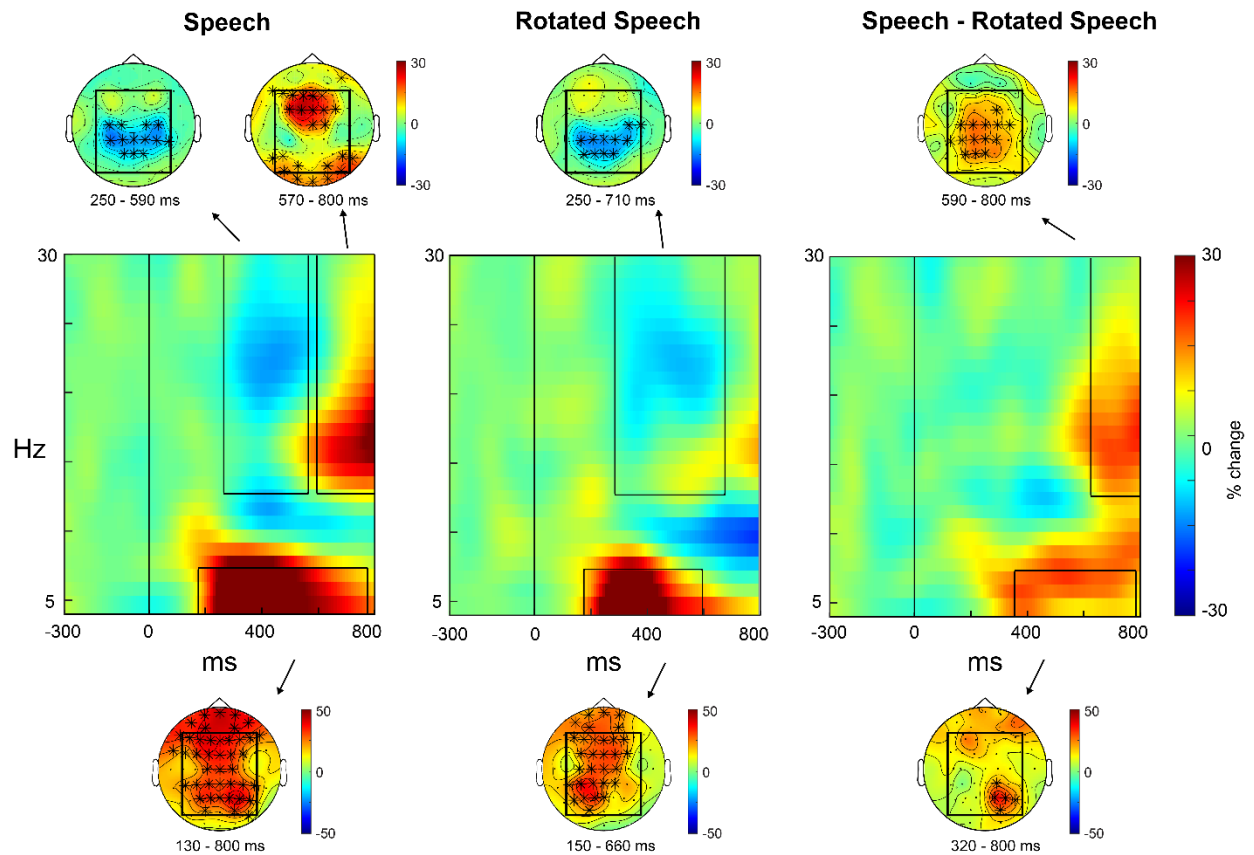 Speech
Rotated Speech
Speech - Rotated Speech
30
0
-30
30
0
-30
30
0
-30
250 - 590 ms
570 - 800 ms
250 - 710 ms
590 - 800 ms
30
Hz
5
-300
0
400
800
ms
30
5
-300
0
400
800
ms
30
5
-300
0
400
800
ms
30
0
-30
% change
50
0
-50
50
0
-50
50
0
-50
130 - 800 ms
150 - 660 ms
320 - 800 ms